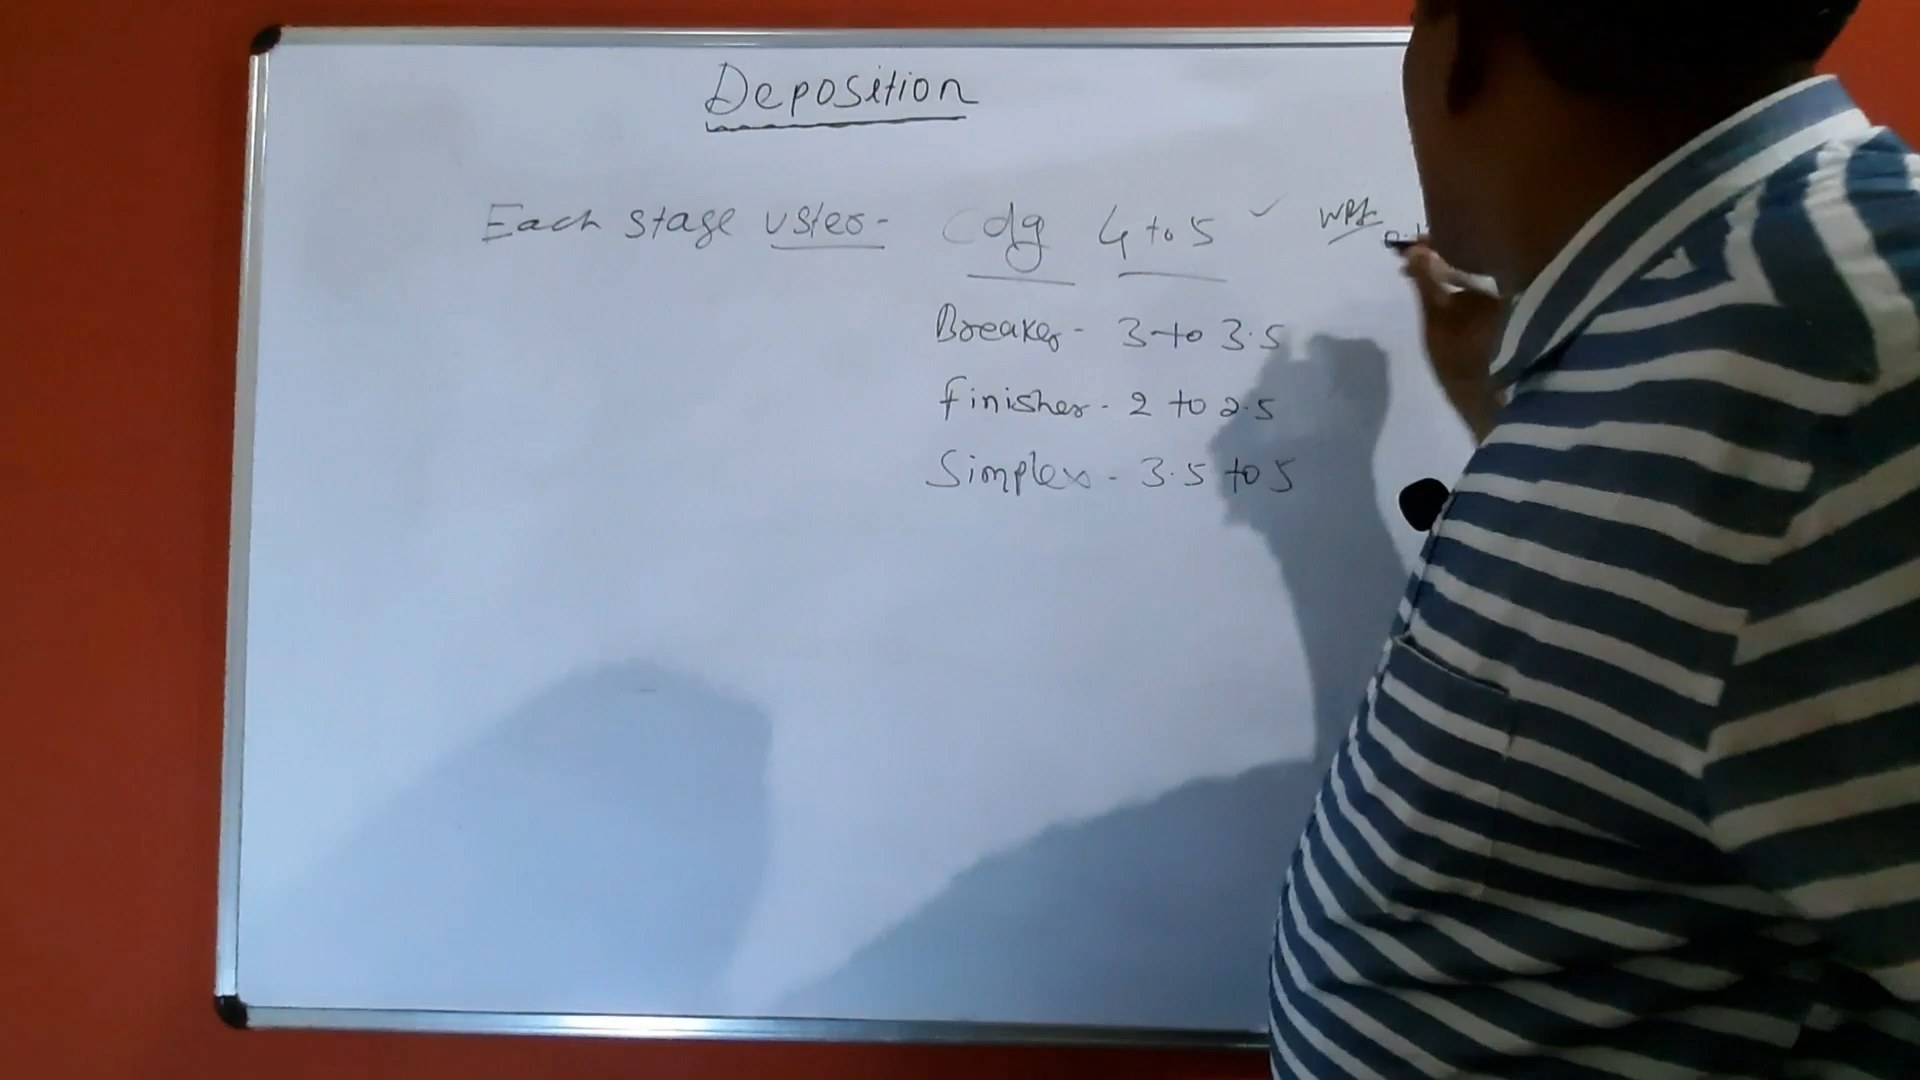 Deposition
Each stage uster- Cdg 4 to 5 ✓
Breaker - 3 to 3.5
finisher - 2 to 2.5
Simplex - 3.5 to 5